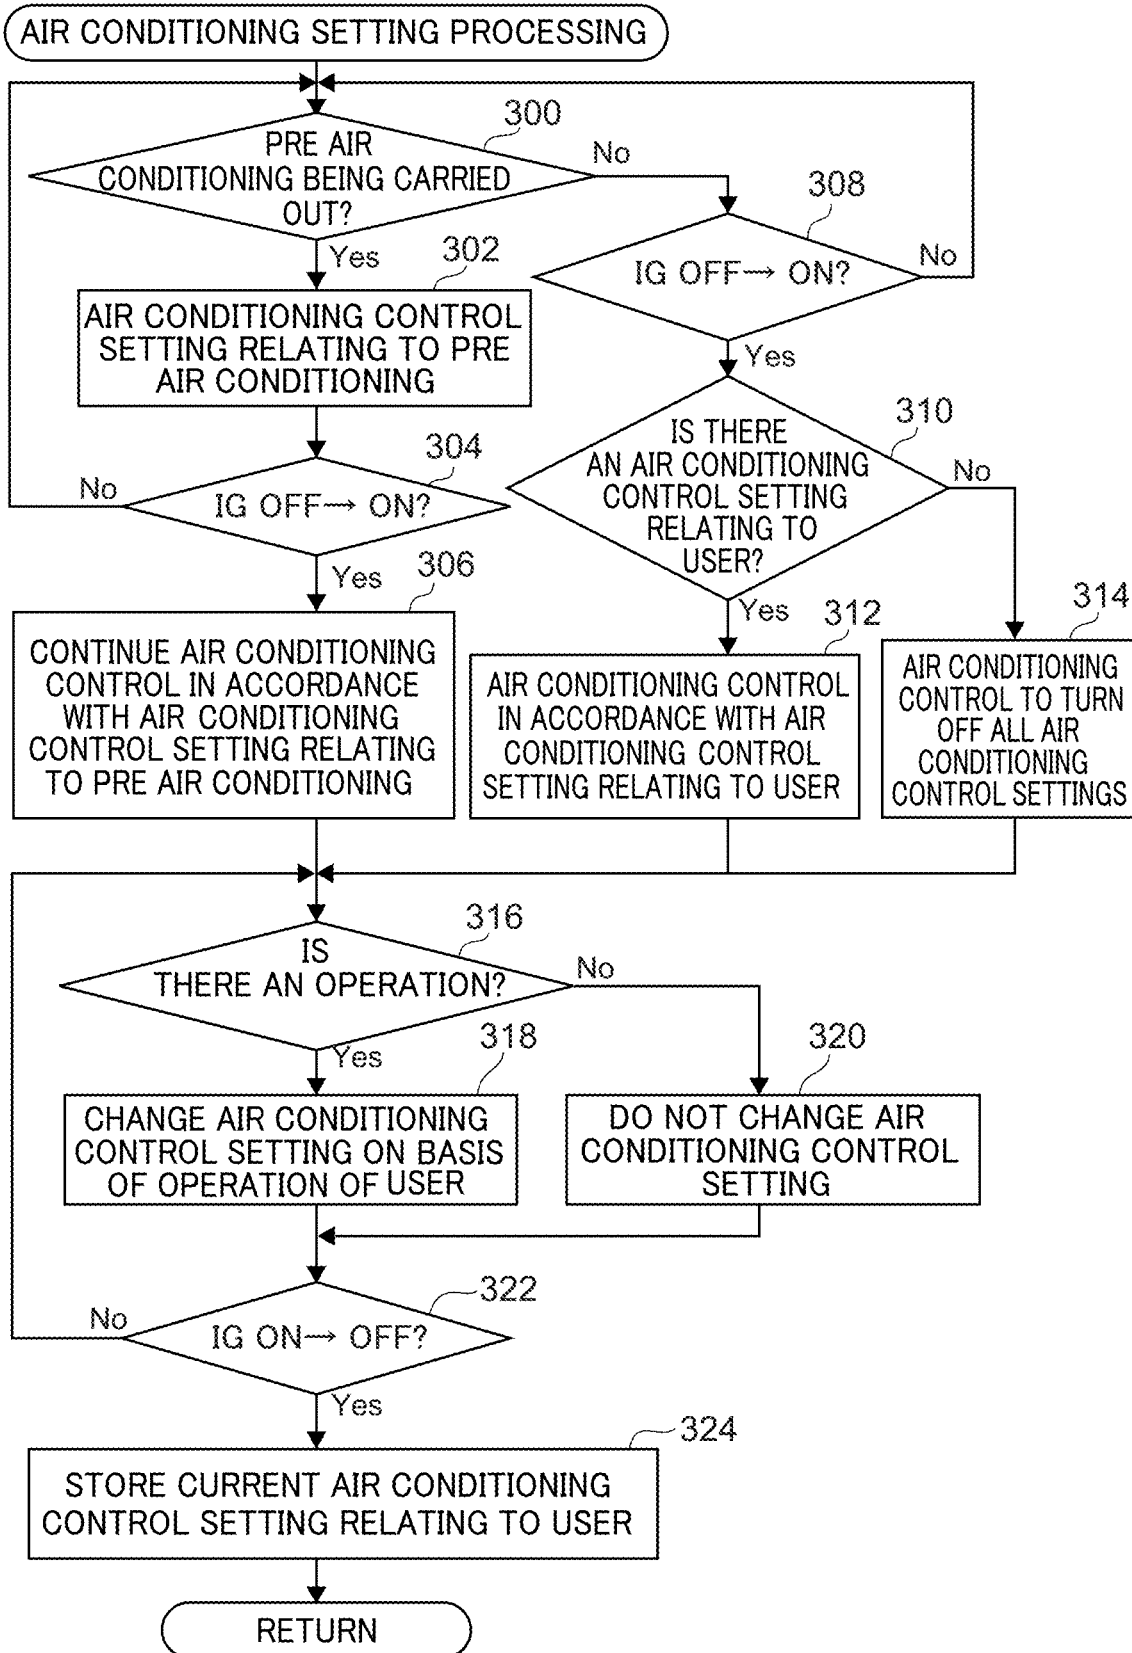 AIR CONDITIONING SETTING PROCESSING
300
PRE AIR
CONDITIONING BEING CARRIED
OUT?
No
Yes
308
IG OFF→ ON?
No
Yes
302
AIR CONDITIONING CONTROL
SETTING RELATING TO PRE
AIR CONDITIONING
304
IG OFF→ ON?
No
Yes
310
IS THERE
AN AIR CONDITIONING
CONTROL SETTING
RELATING TO
USER?
No
Yes
306
CONTINUE AIR CONDITIONING
CONTROL IN ACCORDANCE
WITH AIR CONDITIONING
CONTROL SETTING RELATING
TO PRE AIR CONDITIONING
312
AIR CONDITIONING CONTROL
IN ACCORDANCE WITH AIR
CONDITIONING CONTROL
SETTING RELATING TO USER
314
AIR CONDITIONING
CONTROL TO TURN
OFF ALL AIR
CONDITIONING
CONTROL SETTINGS
316
IS
THERE AN OPERATION?
No
Yes
318
CHANGE AIR CONDITIONING
CONTROL SETTING ON BASIS
OF OPERATION OF USER
320
DO NOT CHANGE AIR
CONDITIONING CONTROL
SETTING
322
IG ON→ OFF?
No
Yes
324
STORE CURRENT AIR CONDITIONING
CONTROL SETTING RELATING TO USER
RETURN